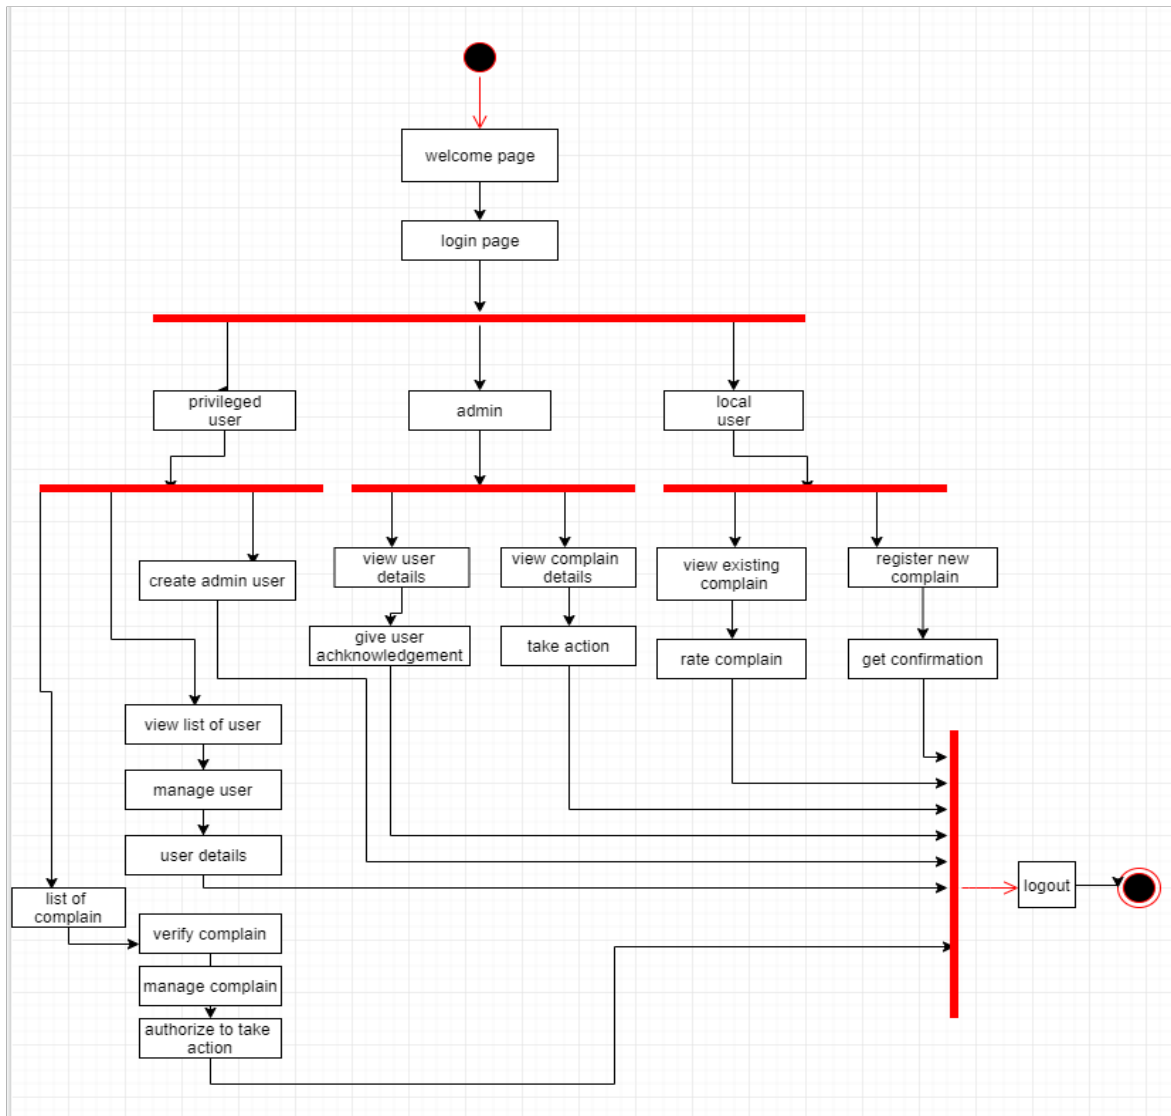 welcome page
login page
privileged
user
admin
local
user
view user
details
view complain
details
view existing
complain
register new
complain
create admin user
give user
achknowledgement
take action
rate complain
get confirmation
view list of user
manage user
user details
list of
complain
logout
verify complain
manage complain
authorize to take
action